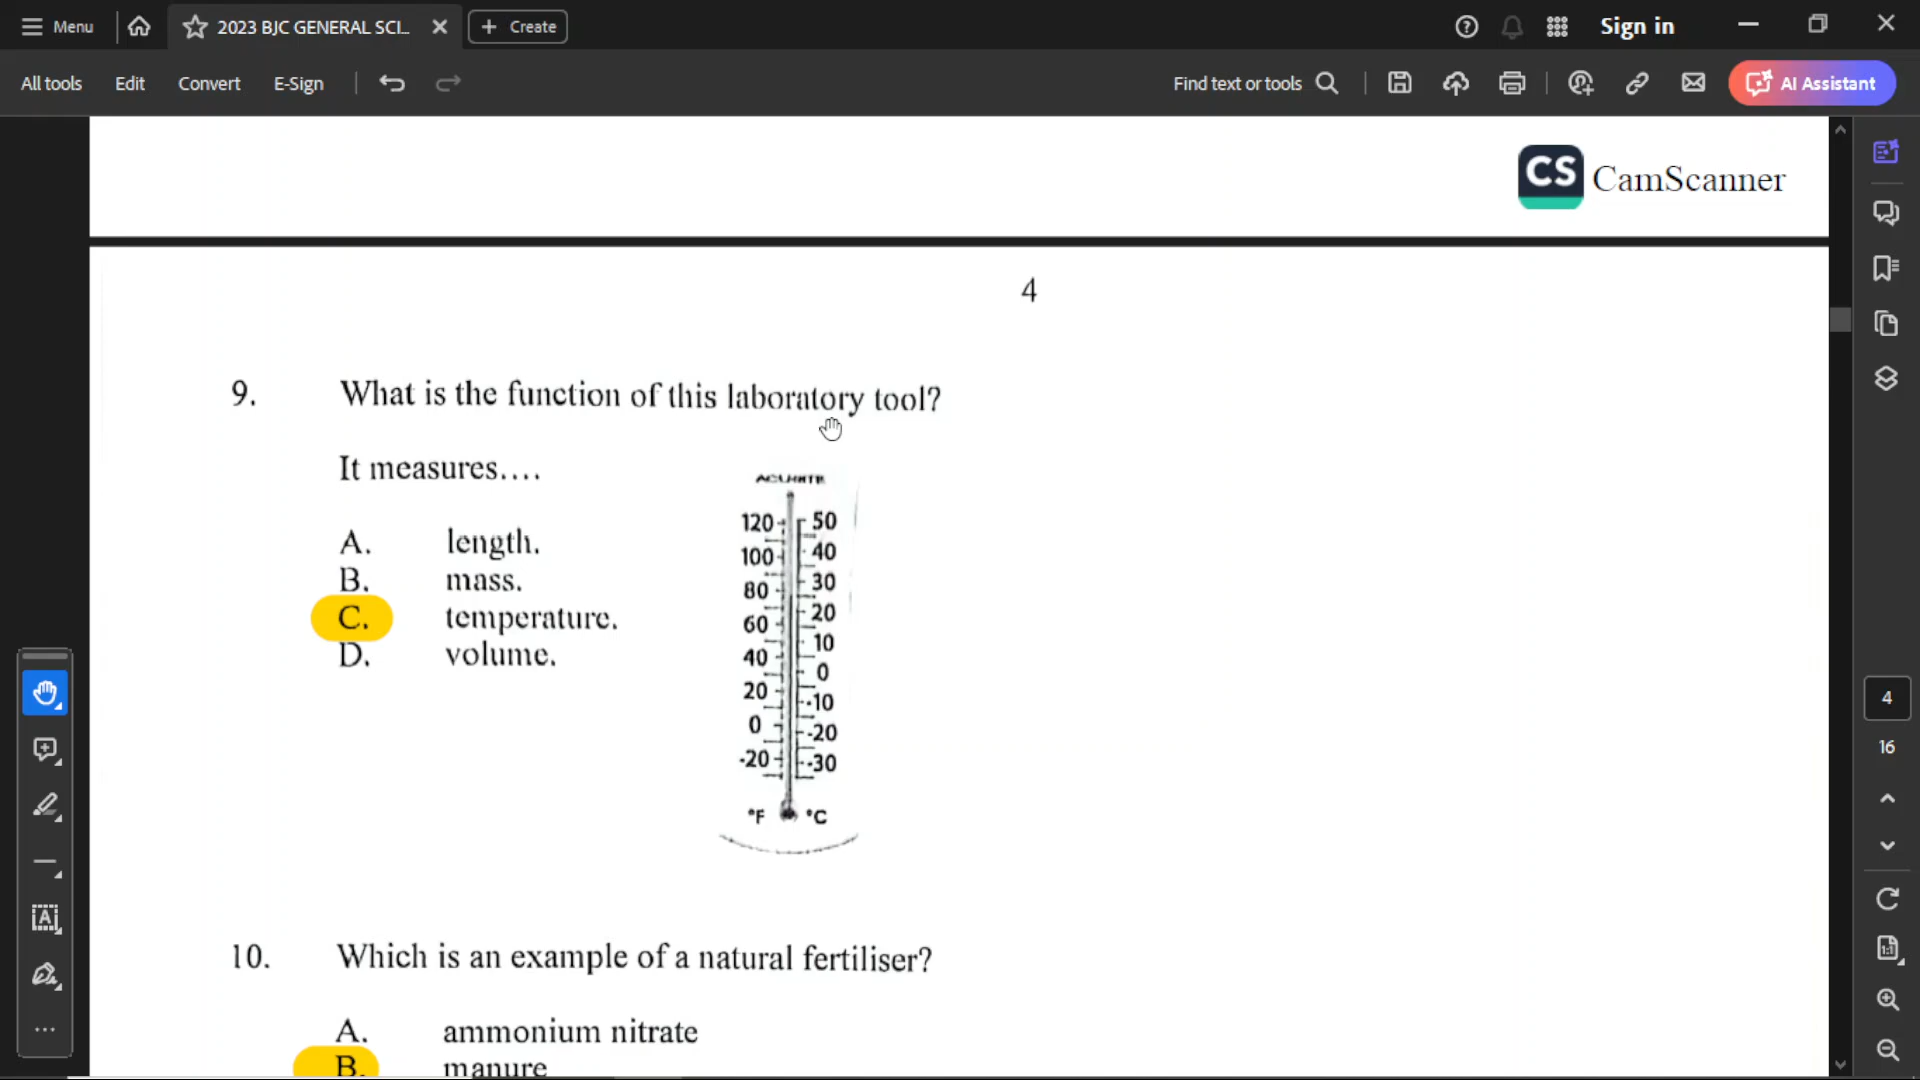 Menu
2023 BJC GENERAL SCI...
Create
Sign in
All tools Edit Convert E-Sign
Find text or tools
AI Assistant
CS CamScanner
4
9. What is the function of this laboratory tool?
It measures....
ACURITE
A. length.
B. mass.
C. temperature.
D. volume.
120 50
100 40
80 30
60 20
40 10
20 0
0 -10
-20 -20
-30
°F °C
10. Which is an example of a natural fertiliser?
A. ammonium nitrate
B. manure
4
16